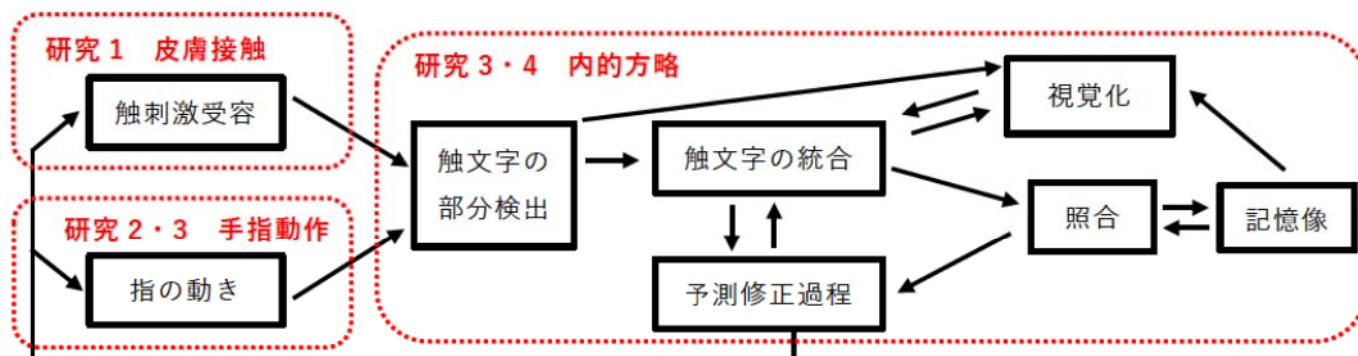 研究1 皮膚接触
触刺激受容
研究2・3 手指動作
指の動き
研究3・4 内的方略
触文字の
部分検出
触文字の統合
予測修正過程
視覚化
照合
記憶像